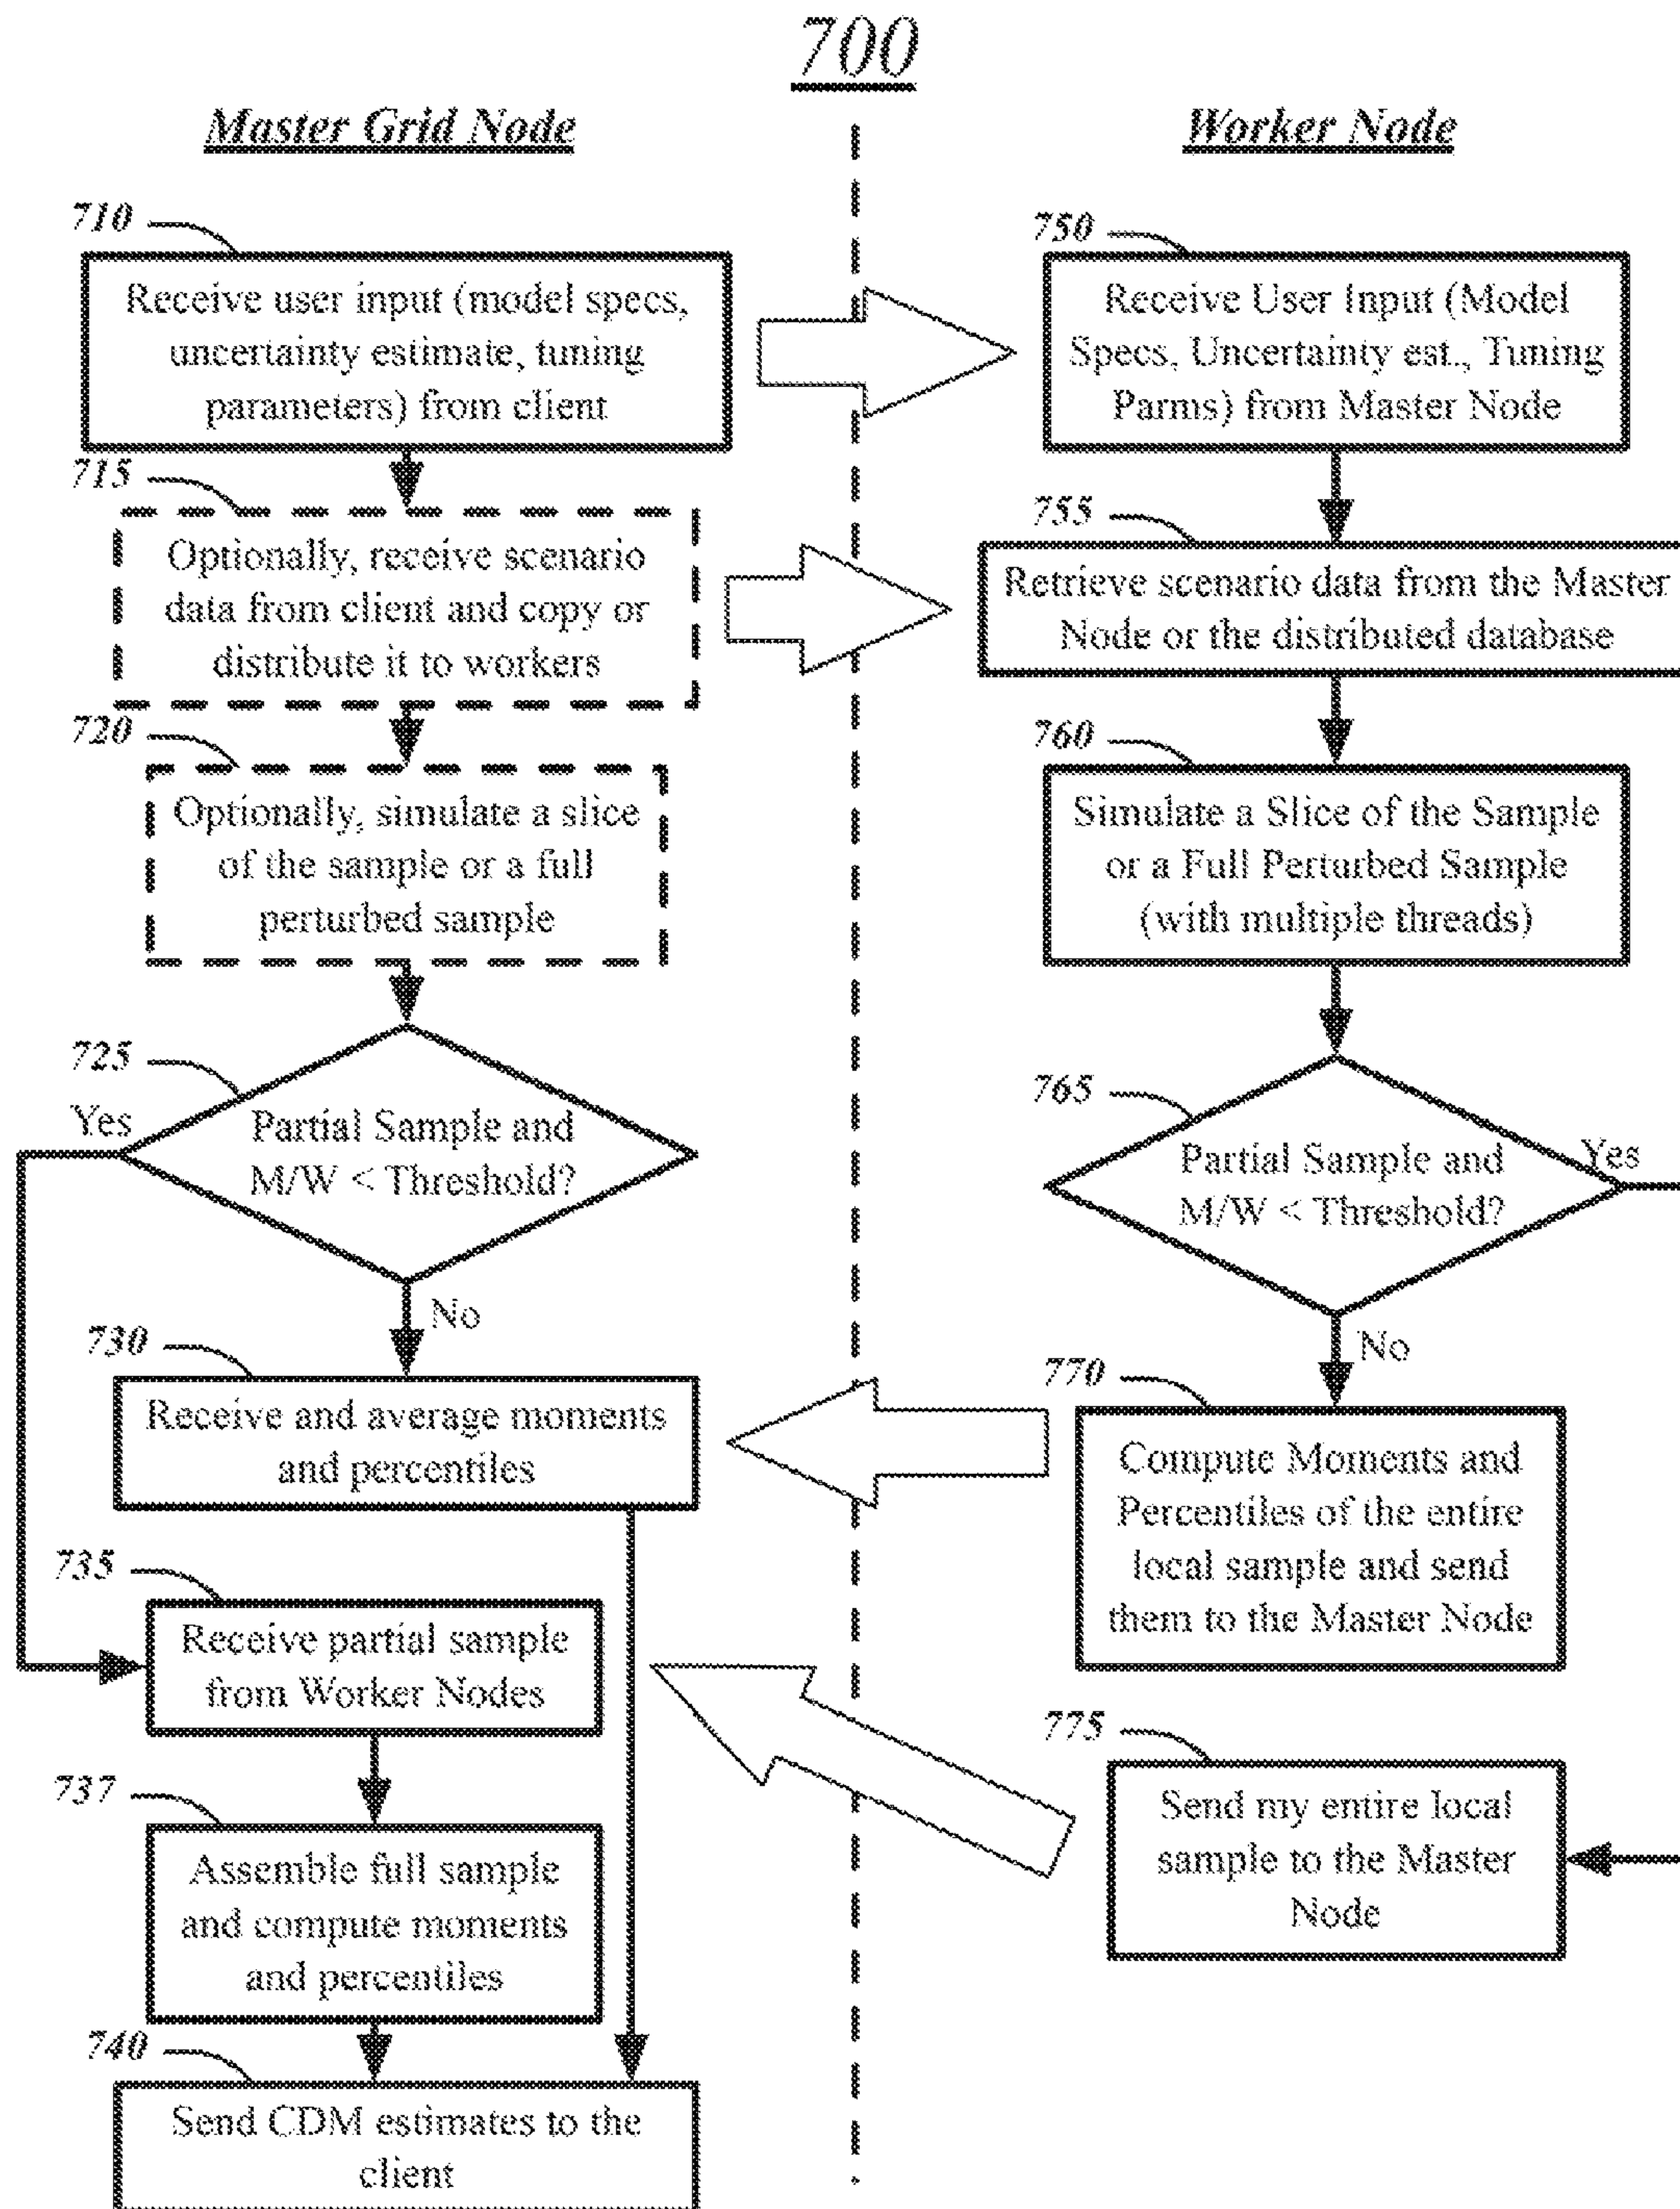 700
Master Grid Node
710
Receive user input (model specs,
uncertainty estimate, tuning
parameters) from client
715
Optionally, receive scenario
data from client and copy or
distribute it to workers
720
Optionally, simulate a slice
of the sample or a full
perturbed sample
725
Yes
Partial Sample and
M/W < Threshold?
No
730
Receive and average moments
and percentiles
735
Receive partial sample
from Worker Nodes
737
Assemble full sample
and compute moments
and percentiles
740
Send CDM estimates to the
client
Worker Node
750
Receive User Input (Model
Specs, Uncertainty est., Tuning
Parms) from Master Node
755
Retrieve scenario data from the Master
Node or the distributed database
760
Simulate a Slice of the Sample
or a Full Perturbed Sample
(with multiple threads)
765
Partial Sample and
M/W < Threshold?
Yes
No
770
Compute Moments and
Percentiles of the entire
local sample and send
them to the Master Node
775
Send my entire local
sample to the Master
Node